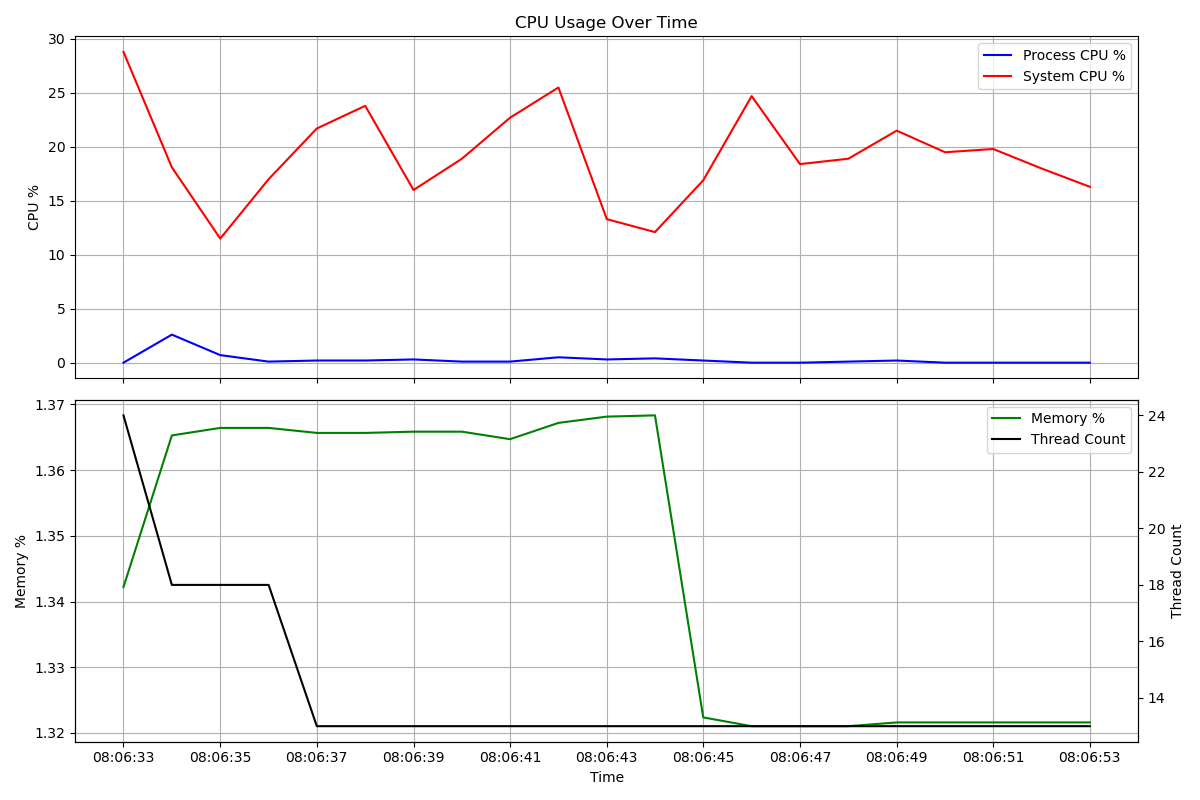 CPU Usage Over Time
30
25
20
15
10
5
0
CPU %
Process CPU %
System CPU %
1.37
1.36
1.35
1.34
1.33
1.32
Memory %
Memory %
Thread Count
24
22
20
18
16
14
Thread Count
08:06:33 08:06:35 08:06:37 08:06:39 08:06:41 08:06:43 08:06:45 08:06:47 08:06:49 08:06:51 08:06:53
Time